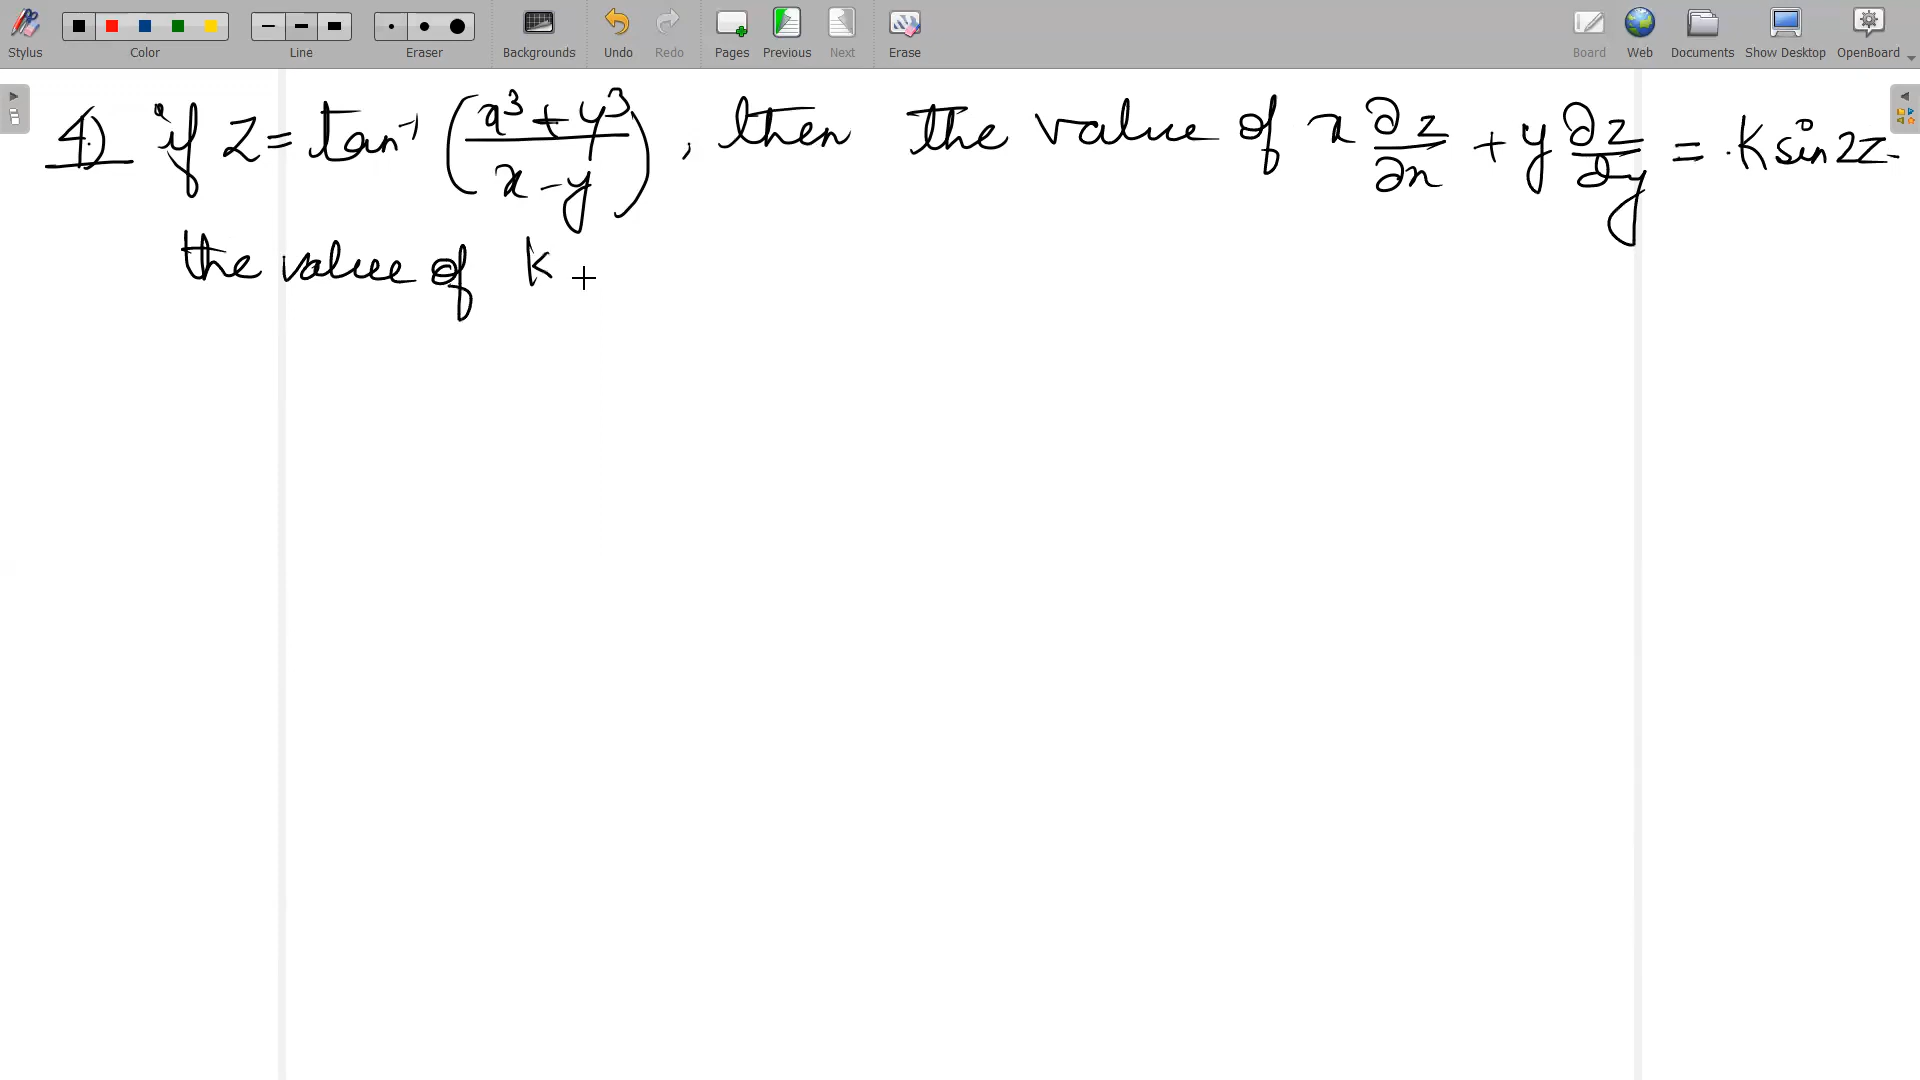 Stylus Color Line Eraser Backgrounds Undo Redo Pages Previous Next Erase Board Web Documents Show Desktop OpenBoard
4) if z = tan⁻¹ ((x³ + y³)/(x - y)), then the value of x ∂z/∂x + y ∂z/∂y = K sin 2z.
the value of k